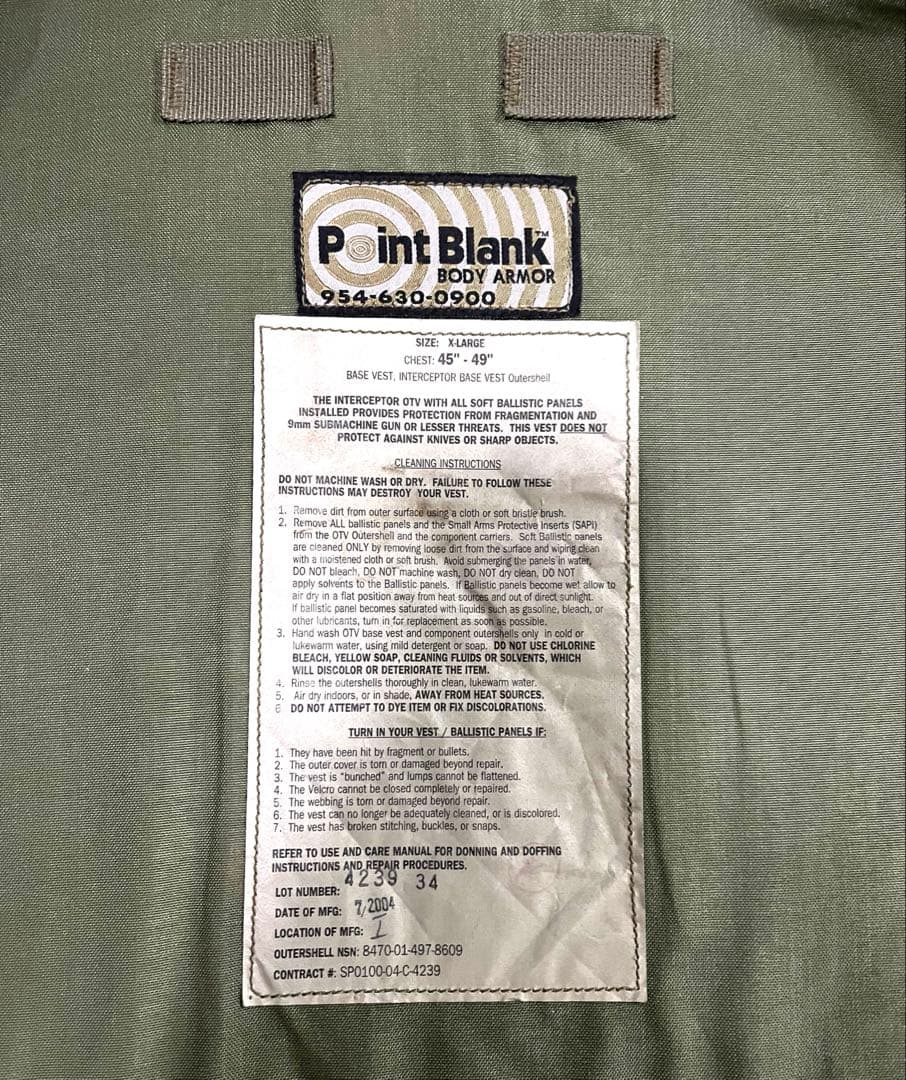 Point Blank™
BODY ARMOR
954-630-0900
SIZE: X-LARGE
CHEST: 45" - 49"
BASE VEST, INTERCEPTOR BASE VEST Outershell
THE INTERCEPTOR OTV WITH ALL SOFT BALLISTIC PANELS
INSTALLED PROVIDES PROTECTION FROM FRAGMENTATION AND
9mm SUBMACHINE GUN OR LESSER THREATS. THIS VEST DOES NOT
PROTECT AGAINST KNIVES OR SHARP OBJECTS.
CLEANING INSTRUCTIONS
DO NOT MACHINE WASH OR DRY. FAILURE TO FOLLOW THESE
INSTRUCTIONS MAY DESTROY YOUR VEST.
1. Remove dirt from outer surface using a cloth or soft bristle brush.
2. Remove ALL ballistic panels and the Small Arms Protective Inserts (SAPI)
from the OTV Outershell and the component carriers. Soft Ballistic panels
are cleaned ONLY by removing loose dirt from the surface and wiping clean
with a moistened cloth or soft brush. Avoid submerging the panels in water,
DO NOT bleach, DO NOT machine wash, DO NOT dry clean, DO NOT
apply solvents to the Ballistic panels. If Ballistic panels become wet allow to
air dry in a flat position away from heat sources and out of direct sunlight.
If ballistic panel becomes saturated with liquids such as gasoline, bleach, or
other lubricants, turn in for replacement as soon as possible.
3. Hand wash OTV base vest and component outershells only in cold or
lukewarm water, using mild detergent or soap. DO NOT USE CHLORINE
BLEACH, YELLOW SOAP, CLEANING FLUIDS OR SOLVENTS, WHICH
WILL DISCOLOR OR DETERIORATE THE ITEM.
4. Rinse the outershells thoroughly in clean, lukewarm water.
5. Air dry indoors, or in shade, AWAY FROM HEAT SOURCES.
6 DO NOT ATTEMPT TO DYE ITEM OR FIX DISCOLORATIONS.
TURN IN YOUR VEST / BALLISTIC PANELS IF:
1. They have been hit by fragment or bullets.
2. The outer cover is torn or damaged beyond repair.
3. The vest is "bunched" and lumps cannot be flattened.
4. The Velcro cannot be closed completely or repaired.
5. The webbing is torn or damaged beyond repair.
6. The vest can no longer be adequately cleaned, or is discolored.
7. The vest has broken stitching, buckles, or snaps.
REFER TO USE AND CARE MANUAL FOR DONNING AND DOFFING
INSTRUCTIONS AND REPAIR PROCEDURES.
LOT NUMBER: 4239 34
DATE OF MFG: 7/2004
LOCATION OF MFG: I
OUTERSHELL NSN: 8470-01-497-8609
CONTRACT #: SP0100-04-C-4239